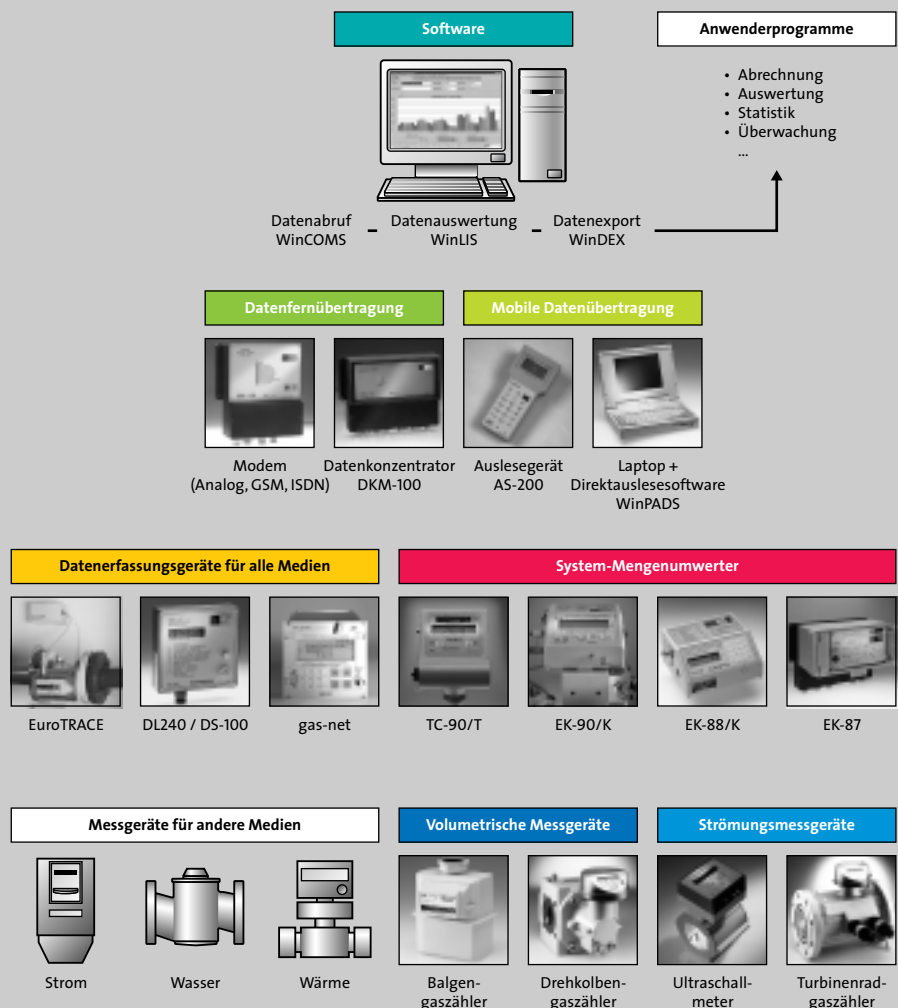 Software
Anwenderprogramme
• Abrechnung
• Auswertung
• Statistik
• Überwachung
...
Datenabruf
WinCOMS
–
Datenauswertung
WinLIS
–
Datenexport
WinDEX
Datenfernübertragung
Mobile Datenübertragung
Modem
(Analog, GSM, ISDN)
Datenkonzentrator
DKM-100
Auslesegerät
AS-200
Laptop +
Direktauslesesoftware
WinPADS
Datenerfassungsgeräte für alle Medien
System-Mengenumwerter
EuroTRACE
DL240 / DS-100
gas-net
TC-90/T
EK-90/K
EK-88/K
EK-87
Messgeräte für andere Medien
Volumetrische Messgeräte
Strömungsmessgeräte
Strom
Wasser
Wärme
Balgen-
gaszähler
Drehkolben-
gaszähler
Ultraschall-
meter
Turbinenrad-
gaszähler